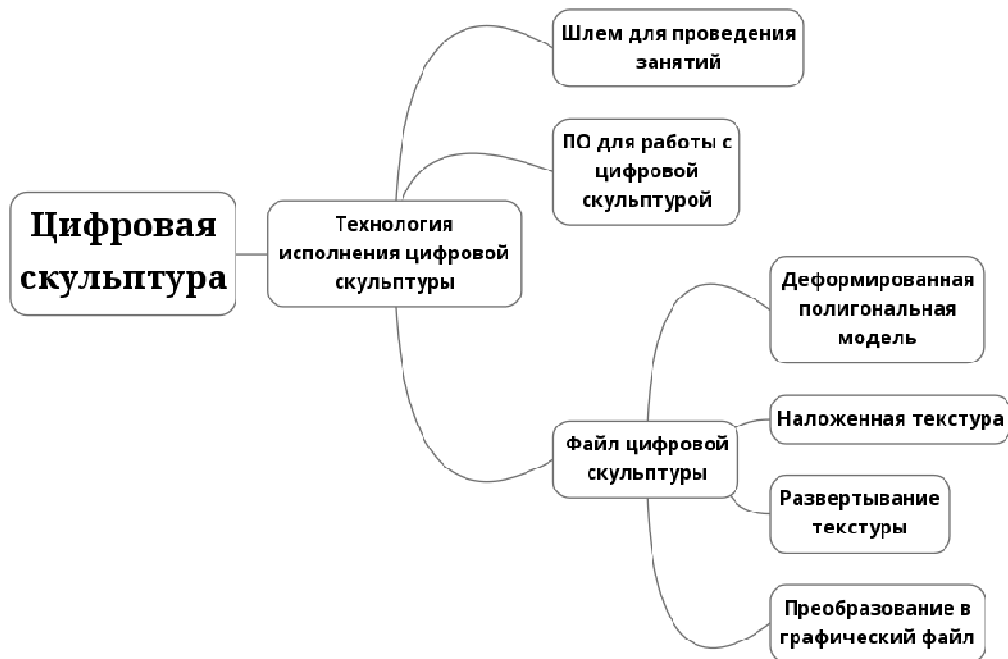 Цифровая
скульптура
Технология
исполнения цифровой
скульптуры
Шлем для проведения
занятий
ПО для работы с
цифровой
скульптурой
Файл цифровой
скульптуры
Деформированная
полигональная
модель
Наложенная текстура
Развертывание
текстуры
Преобразование в
графический файл